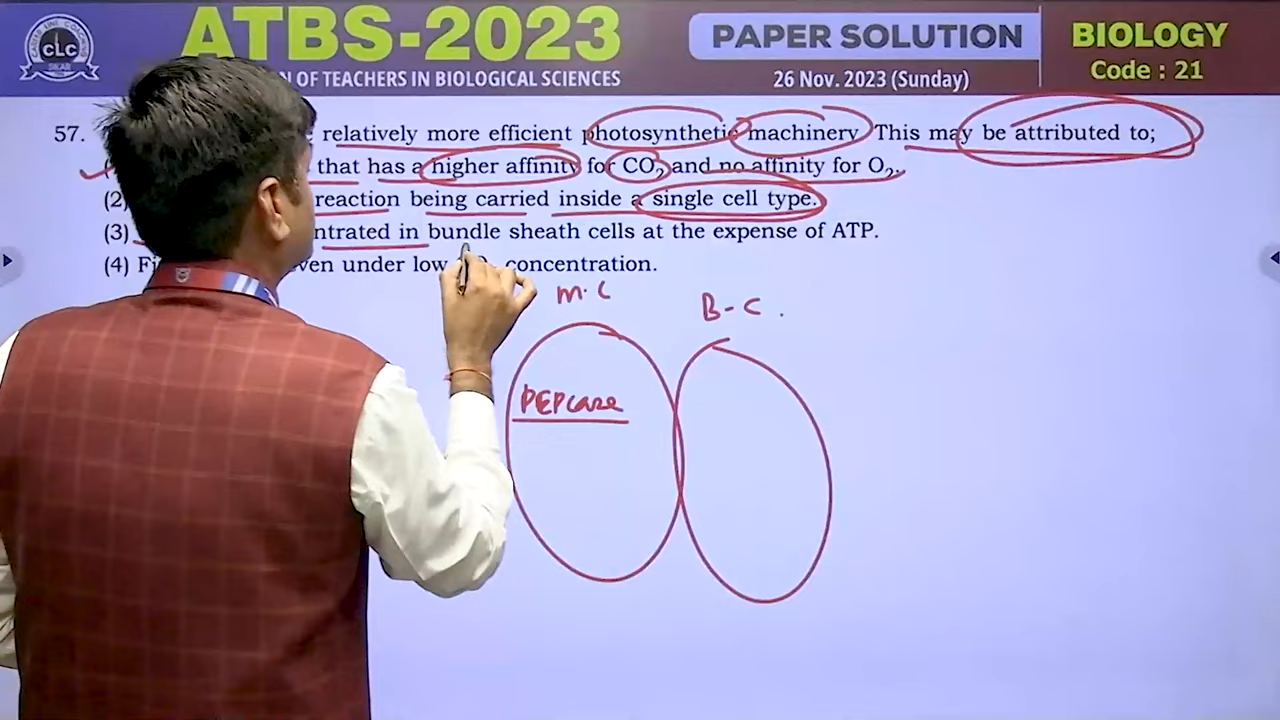 CLC
SIKAR
ATBS-2023
N OF TEACHERS IN BIOLOGICAL SCIENCES
PAPER SOLUTION
26 Nov. 2023 (Sunday)
BIOLOGY
Code : 21
57. relatively more efficient photosynthetic machinery This may be attributed to;
that has a higher affinity for CO2 and no affinity for O2.
(2) reaction being carried inside a single cell type.
(3) ntrated in bundle sheath cells at the expense of ATP.
(4) Fi ven under low concentration.
M·C
B-C.
PEPcase